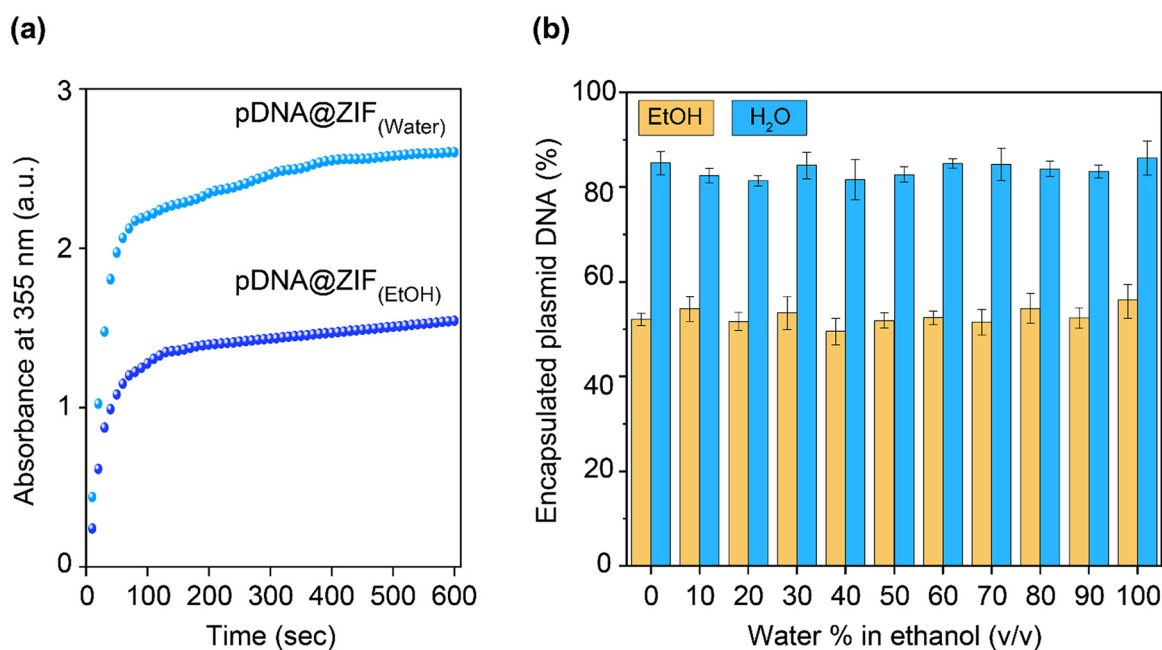 (a)
Absorbance at 355 nm (a.u.)
3
2
1
0
pDNA@ZIF(Water)
pDNA@ZIF(EtOH)
0 100 200 300 400 500 600
Time (sec)
(b)
Encapsulated plasmid DNA (%)
100
80
60
40
20
0
EtOH H₂O
0 10 20 30 40 50 60 70 80 90 100
Water % in ethanol (v/v)